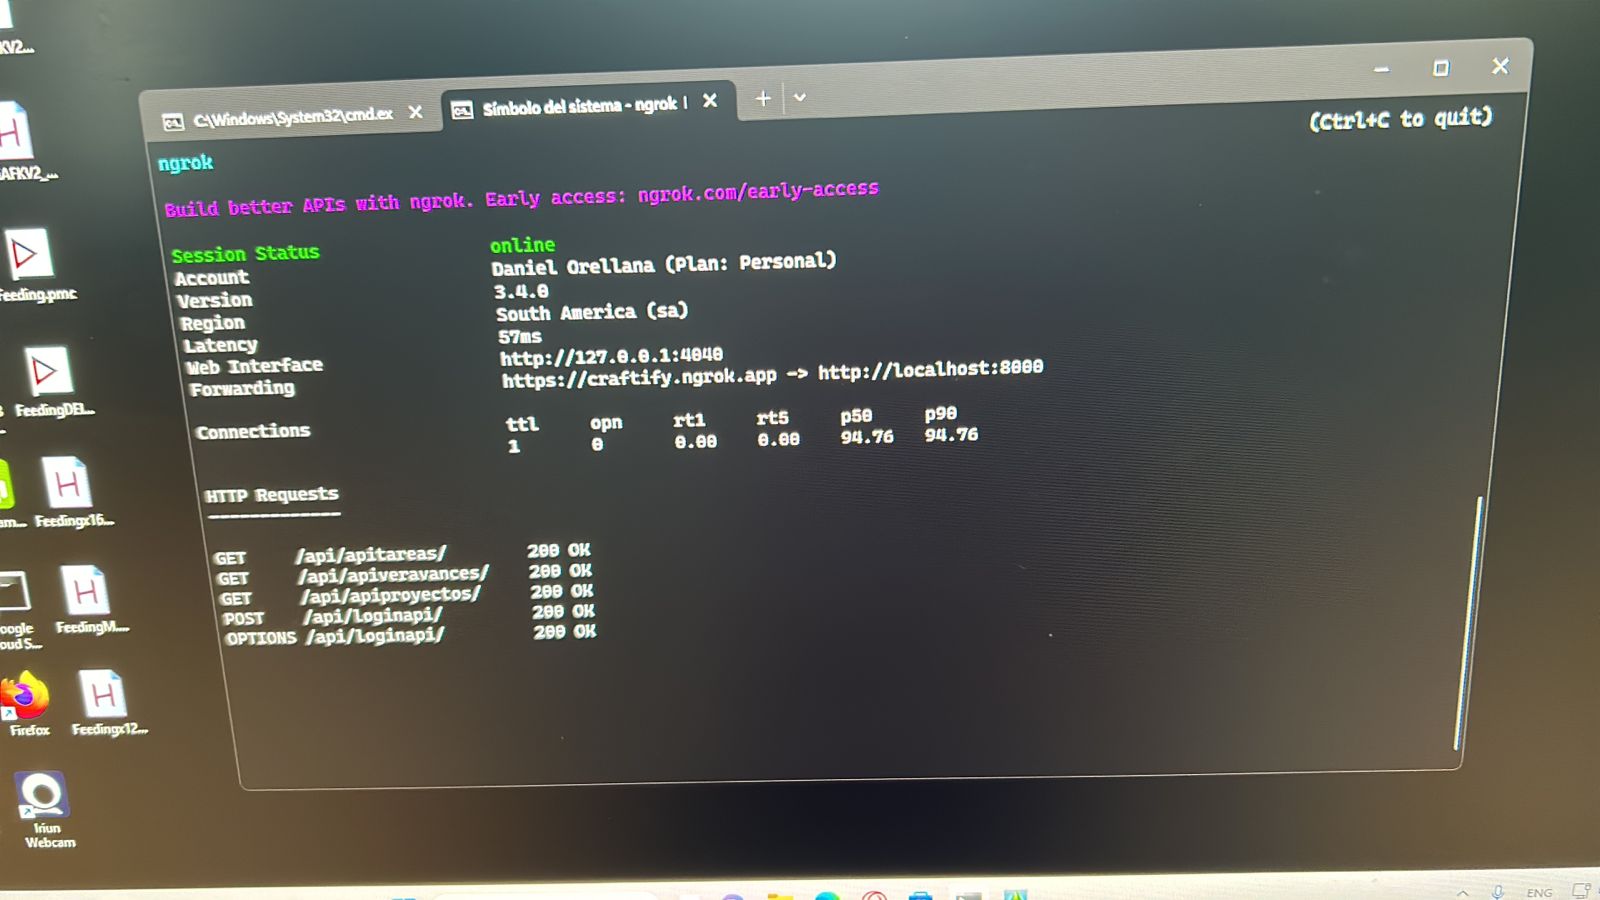 C:\Windows\System32\cmd.ex
Símbolo del sistema - ngrok
(Ctrl+C to quit)
ngrok
Build better APIs with ngrok. Early access: ngrok.com/early-access
Session Status online
Account Daniel Orellana (Plan: Personal)
Version 3.4.0
Region South America (sa)
Latency 57ms
Web Interface http://127.0.0.1:4040
Forwarding https://craftify.ngrok.app -> http://localhost:8000
Connections ttl opn rt1 rt5 p50 p90
1 0 0.00 0.00 94.76 94.76
HTTP Requests
-------------
GET /api/apitareas/ 200 OK
GET /api/apiveravances/ 200 OK
GET /api/apiproyectos/ 200 OK
POST /api/loginapi/ 200 OK
OPTIONS /api/loginapi/ 200 OK
KV2...
AFKV2_...
Feeding.pmc
FeedingDEL...
Feedingx16...
FeedingM....
Firefox
Feedingx12...
Iriun
Webcam
ENG